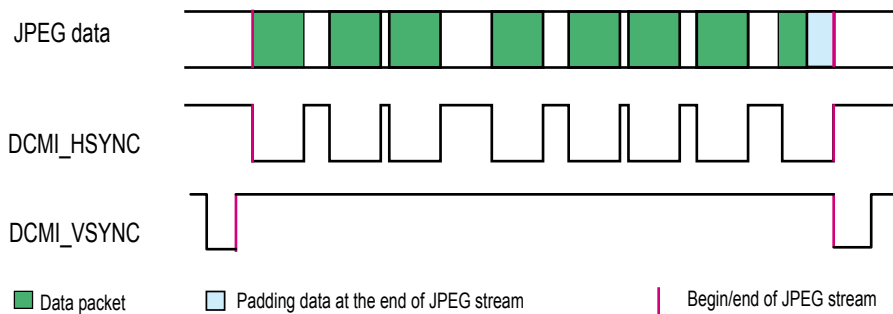 JPEG data
DCMI_HSYNC
DCMI_VSYNC
Data packet
Padding data at the end of JPEG stream
Begin/end of JPEG stream